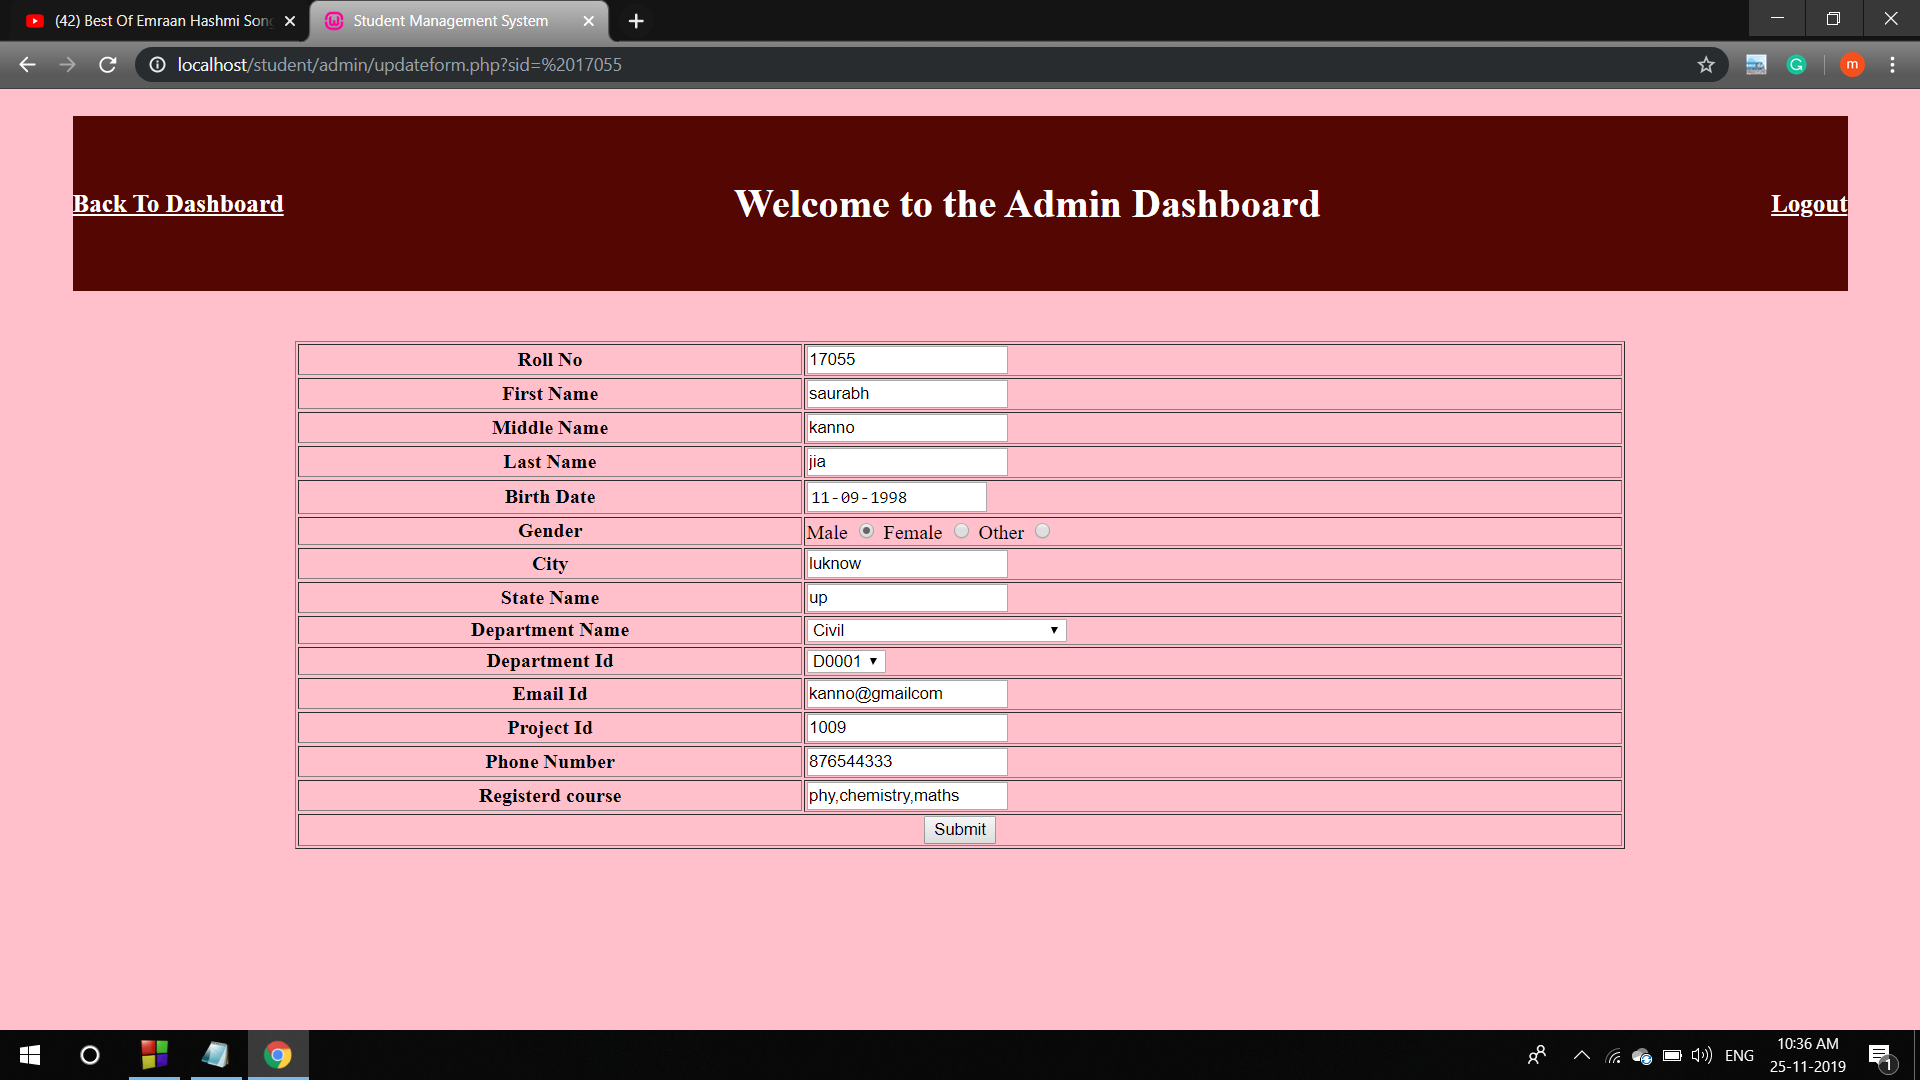 (42) Best Of Emraan Hashmi Son
Student Management System
localhost/student/admin/updateform.php?sid=%2017055
m
Back To Dashboard
Welcome to the Admin Dashboard
Logout
Roll No 17055
First Name saurabh
Middle Name kanno
Last Name jia
Birth Date 11-09-1998
Gender Male Female Other
City luknow
State Name up
Department Name Civil
Department Id D0001
Email Id kanno@gmailcom
Project Id 1009
Phone Number 876544333
Registerd course phy,chemistry,maths
Submit
ENG
10:36 AM
25-11-2019
1